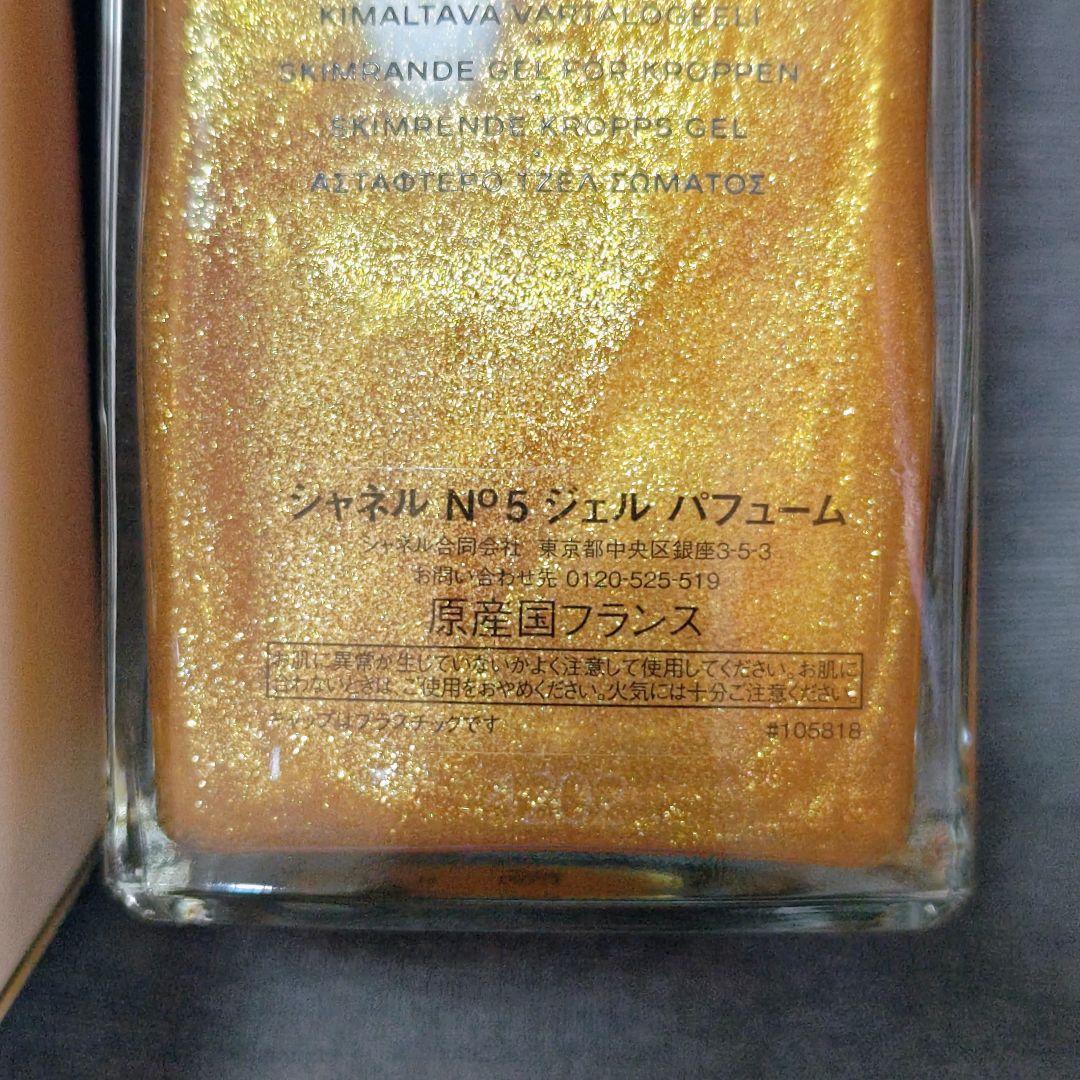 KIMALTAVA VARTALOGEELI
•
SKIMRANDE GEL FÖR KROPPEN
•
SKIMRENDE KROPPS GEL
•
ΑΣΤΑΦΤΕΡΟ ΤΖΕΛ ΣΩΜΑΤΟΣ
シャネル Nº5 ジェル パフューム
シャネル合同会社 東京都中央区銀座3-5-3
お問い合わせ先 0120-525-519
原産国フランス
お肌に異常が生じていないかよく注意して使用してください。お肌に
合わないときは、ご使用をおやめください。火気には十分ご注意ください。
キャップはプラスチックです #105818